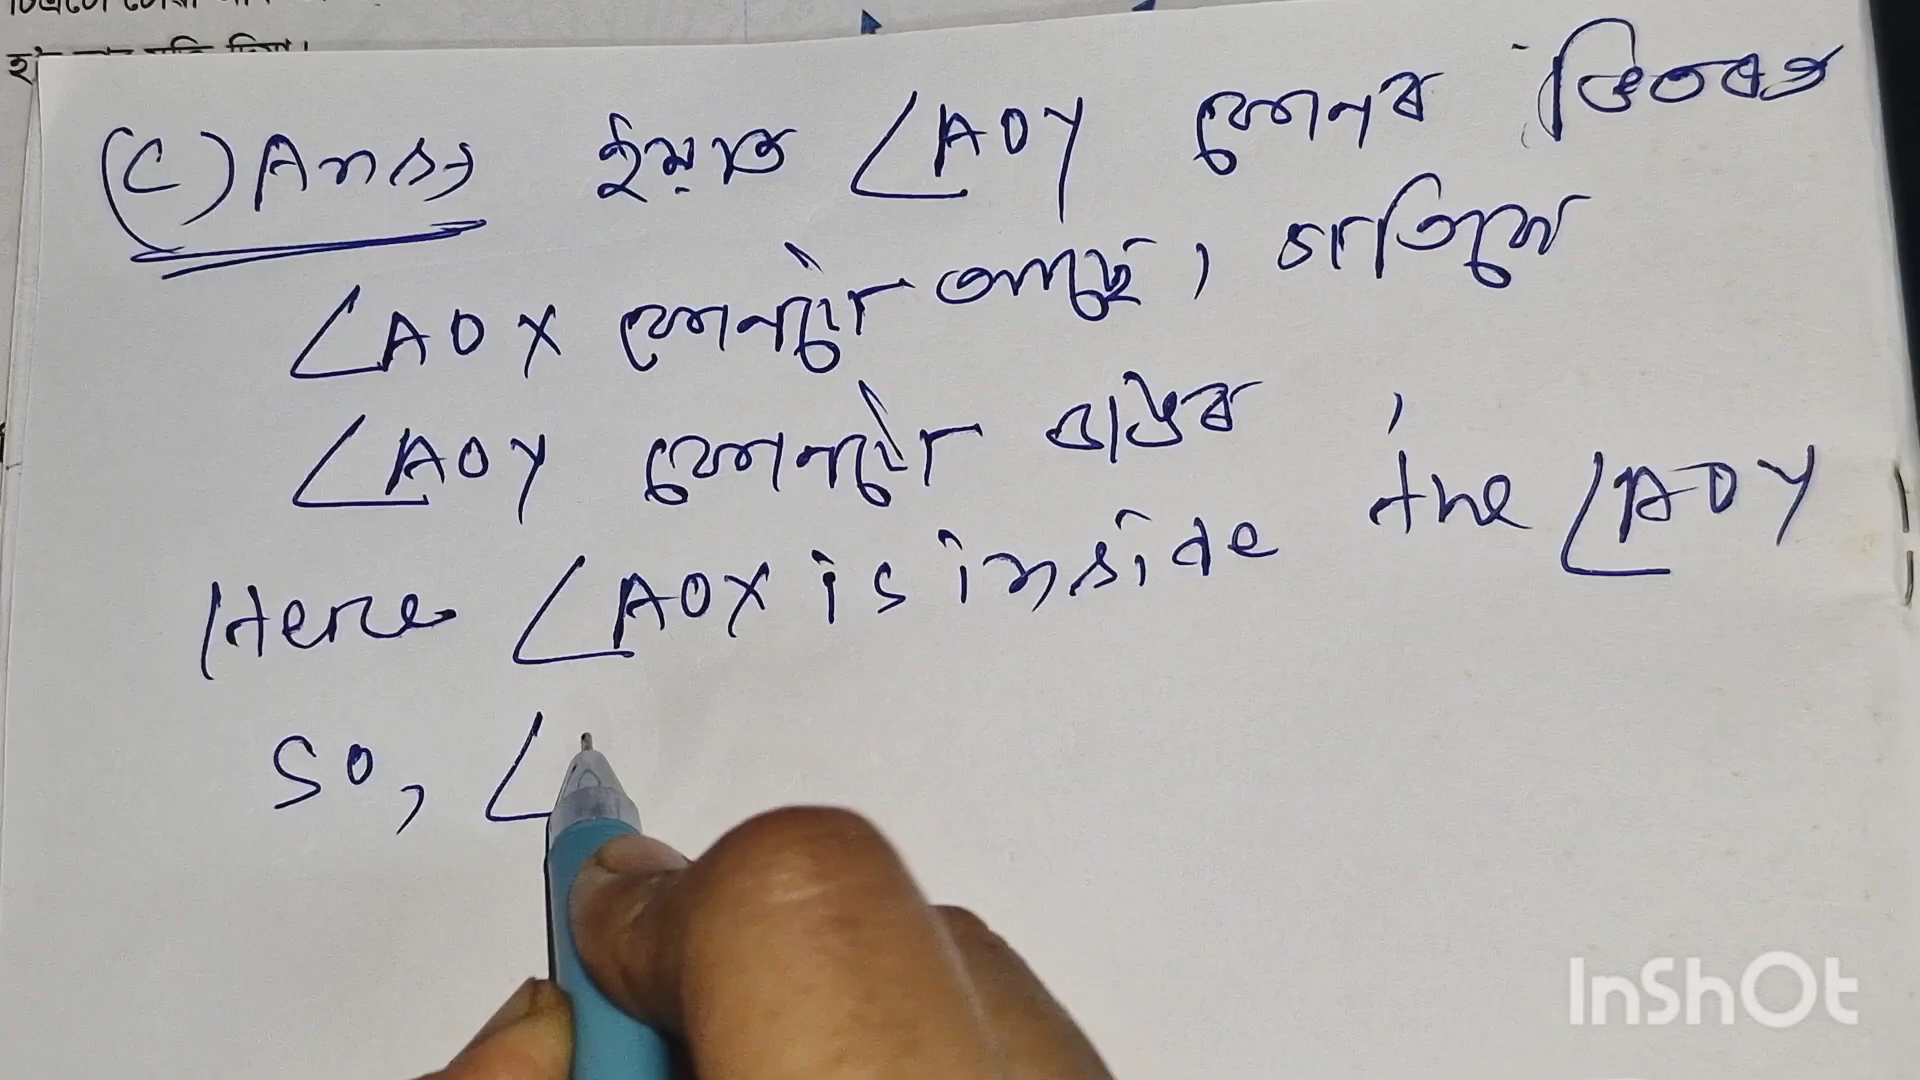 (C) Ans ইয়াত ∠AOY কোণৰ ভিতৰত
∠AOX কোণটো আছে, গতিকে
∠AOY কোণটো ডাঙৰ,
Here ∠AOX is inside the ∠AOY
so, ∠
InShOt